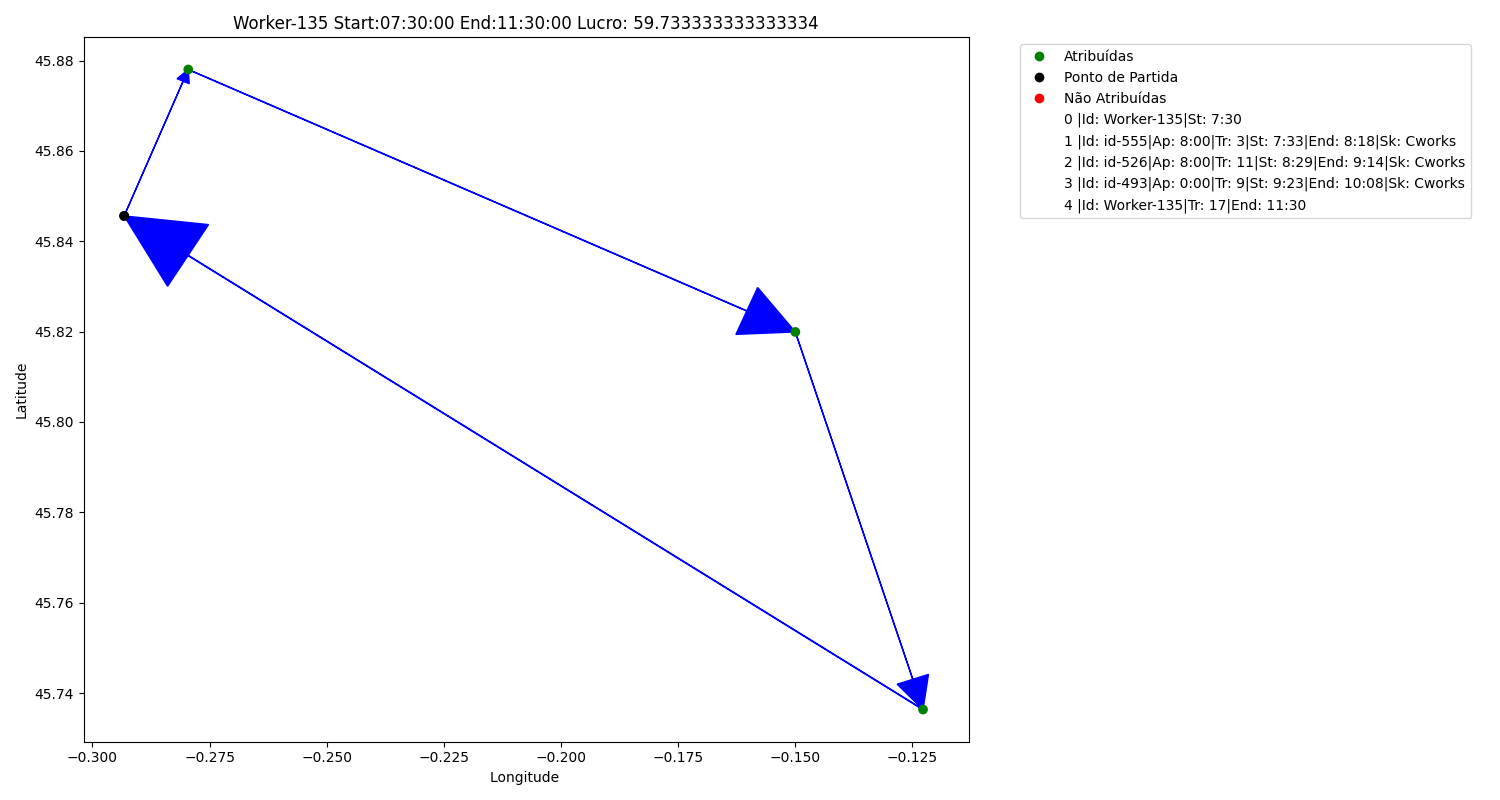 Worker-135 Start:07:30:00 End:11:30:00 Lucro: 59.733333333333334
45.88
45.86
45.84
45.82
45.80
45.78
45.76
45.74
Latitude
−0.300
−0.275
−0.250
−0.225
−0.200
−0.175
−0.150
−0.125
Longitude
Atribuídas
Ponto de Partida
Não Atribuídas
0 |Id: Worker-135|St: 7:30
1 |Id: id-555|Ap: 8:00|Tr: 3|St: 7:33|End: 8:18|Sk: Cworks
2 |Id: id-526|Ap: 8:00|Tr: 11|St: 8:29|End: 9:14|Sk: Cworks
3 |Id: id-493|Ap: 0:00|Tr: 9|St: 9:23|End: 10:08|Sk: Cworks
4 |Id: Worker-135|Tr: 17|End: 11:30